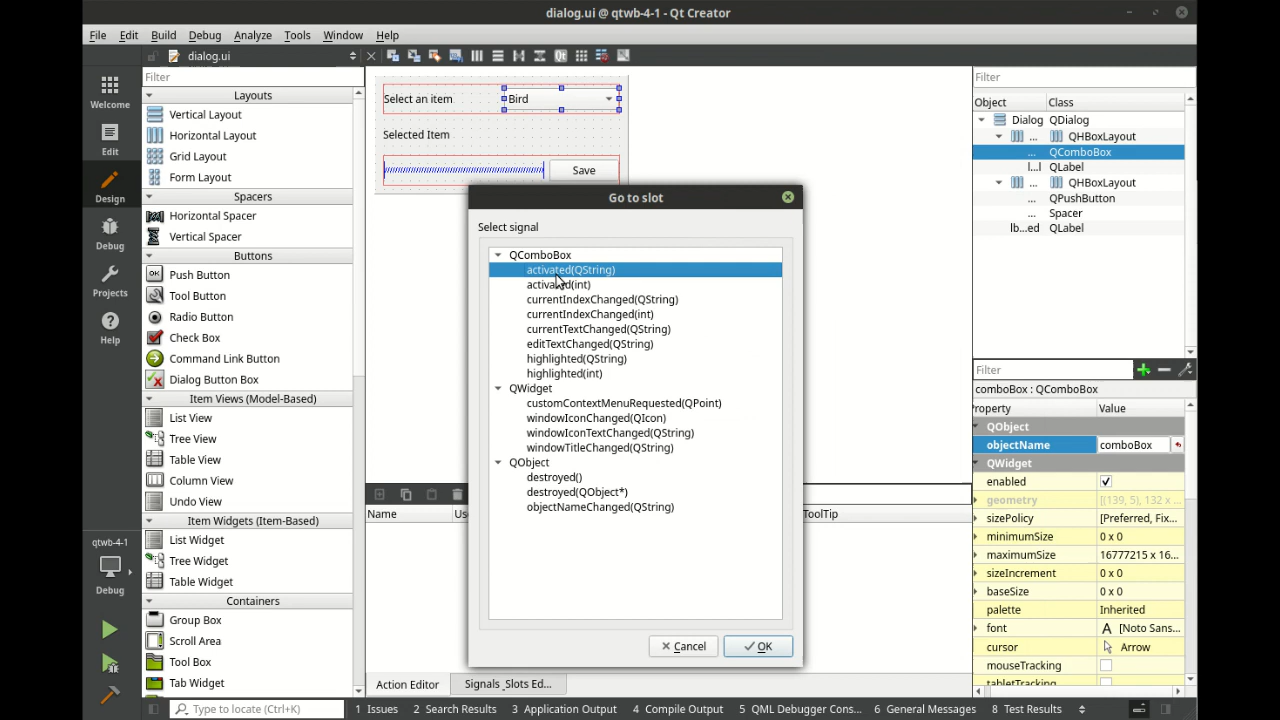 dialog.ui @ qtwb-4-1 - Qt Creator
File Edit Build Debug Analyze Tools Window Help
dialog.ui
Filter
Welcome
Edit
Design
Debug
Projects
Help
qtwb-4-1
Debug
Layouts
Vertical Layout
Horizontal Layout
Grid Layout
Form Layout
Spacers
Horizontal Spacer
Vertical Spacer
Buttons
Push Button
Tool Button
Radio Button
Check Box
Command Link Button
Dialog Button Box
Item Views (Model-Based)
List View
Tree View
Table View
Column View
Undo View
Item Widgets (Item-Based)
List Widget
Tree Widget
Table Widget
Containers
Group Box
Scroll Area
Tool Box
Tab Widget
Select an item Bird
Selected Item
Save
Go to slot
Select signal
QComboBox
activated(QString)
activated(int)
currentIndexChanged(QString)
currentIndexChanged(int)
currentTextChanged(QString)
editTextChanged(QString)
highlighted(QString)
highlighted(int)
QWidget
customContextMenuRequested(QPoint)
windowIconChanged(QIcon)
windowIconTextChanged(QString)
windowTitleChanged(QString)
QObject
destroyed()
destroyed(QObject*)
objectNameChanged(QString)
Cancel OK
Name Use ToolTip
Action Editor Signals _Slots Ed...
Filter
Object Class
Dialog QDialog
... QHBoxLayout
... QComboBox
l...l QLabel
... QHBoxLayout
... QPushButton
... Spacer
lb...ed QLabel
Filter
comboBox : QComboBox
Property Value
QObject
objectName comboBox
QWidget
enabled
geometry [(139, 5), 132 x ...
sizePolicy [Preferred, Fix...
minimumSize 0 x 0
maximumSize 16777215 x 16...
sizeIncrement 0 x 0
baseSize 0 x 0
palette Inherited
font A [Noto Sans...
cursor Arrow
mouseTracking
tabletTracking
Type to locate (Ctrl+K) 1 Issues 2 Search Results 3 Application Output 4 Compile Output 5 QML Debugger Cons... 6 General Messages 8 Test Results